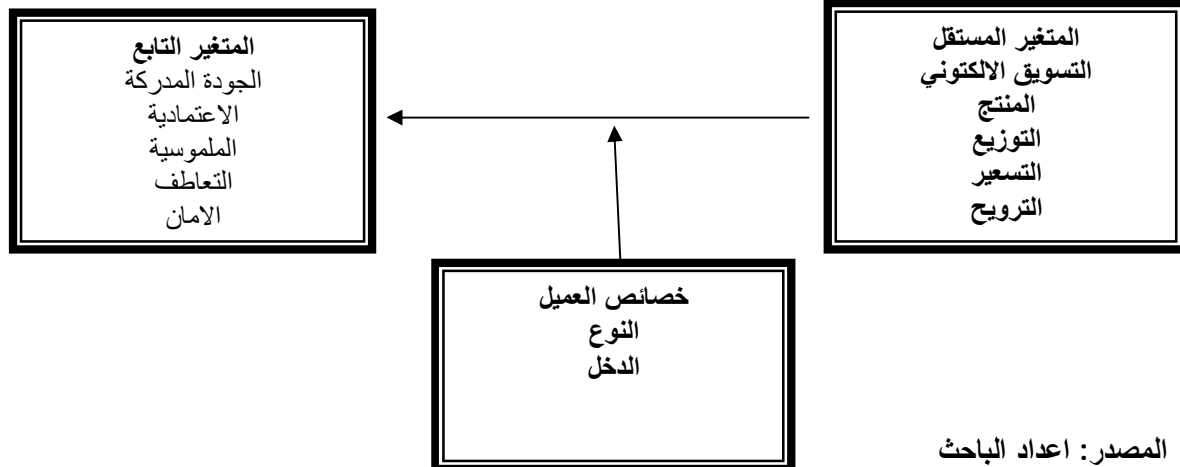 المتغير المستقل
التسويق الالكتوني
المنتج
التوزيع
التسعير
الترويح
المتغير التابع
الجودة المدركة
الاعتمادية
الملموسية
التعاطف
الامان
خصائص العميل
النوع
الدخل
المصدر: اعداد الباحث